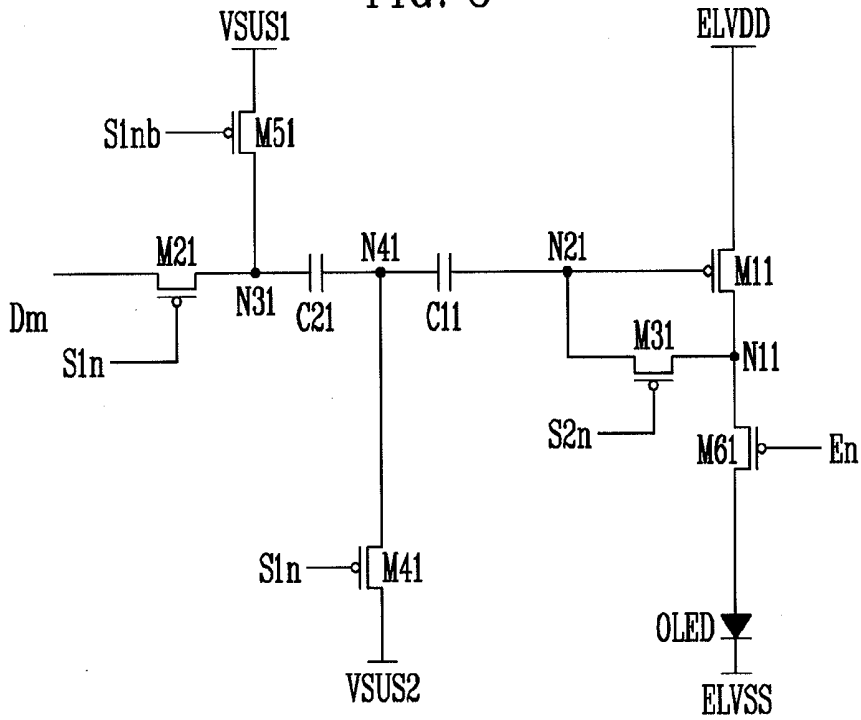 VSUS1
ELVDD
S1nb
M51
M21
N41
N21
M11
N31
C21
C11
Dm
M31
N11
S1n
S2n
M61
En
S1n
M41
OLED
VSUS2
ELVSS